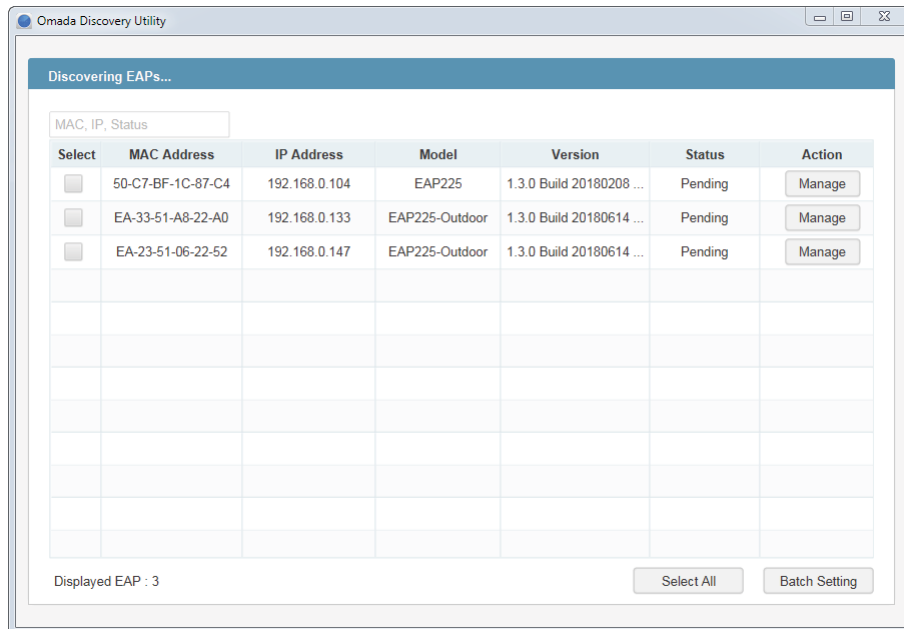 Omada Discovery Utility
Discovering EAPs...
MAC, IP, Status
Select MAC Address IP Address Model Version Status Action
50-C7-BF-1C-87-C4 192.168.0.104 EAP225 1.3.0 Build 20180208 ... Pending Manage
EA-33-51-A8-22-A0 192.168.0.133 EAP225-Outdoor 1.3.0 Build 20180614 ... Pending Manage
EA-23-51-06-22-52 192.168.0.147 EAP225-Outdoor 1.3.0 Build 20180614 ... Pending Manage
Displayed EAP : 3 Select All Batch Setting